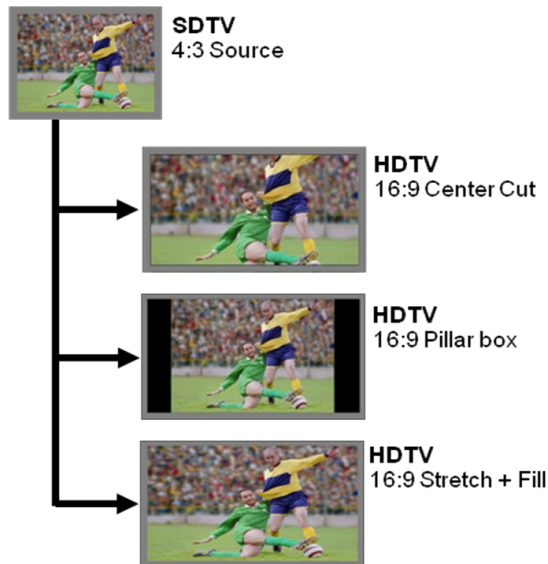 SDTV
4:3 Source
HDTV
16:9 Center Cut
HDTV
16:9 Pillar box
HDTV
16:9 Stretch + Fill